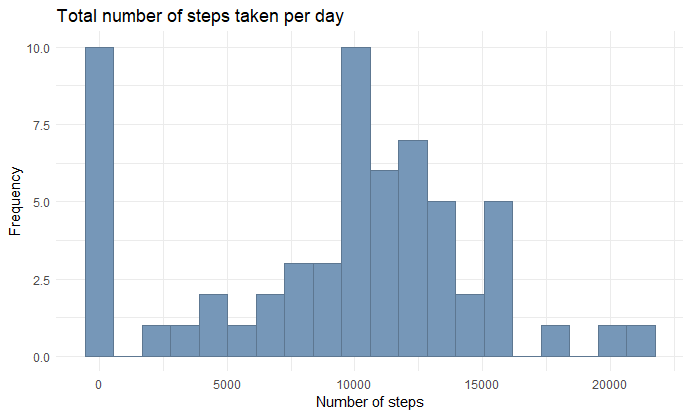 Total number of steps taken per day
10.0
7.5
5.0
2.5
0.0
Frequency
0 5000 10000 15000 20000
Number of steps